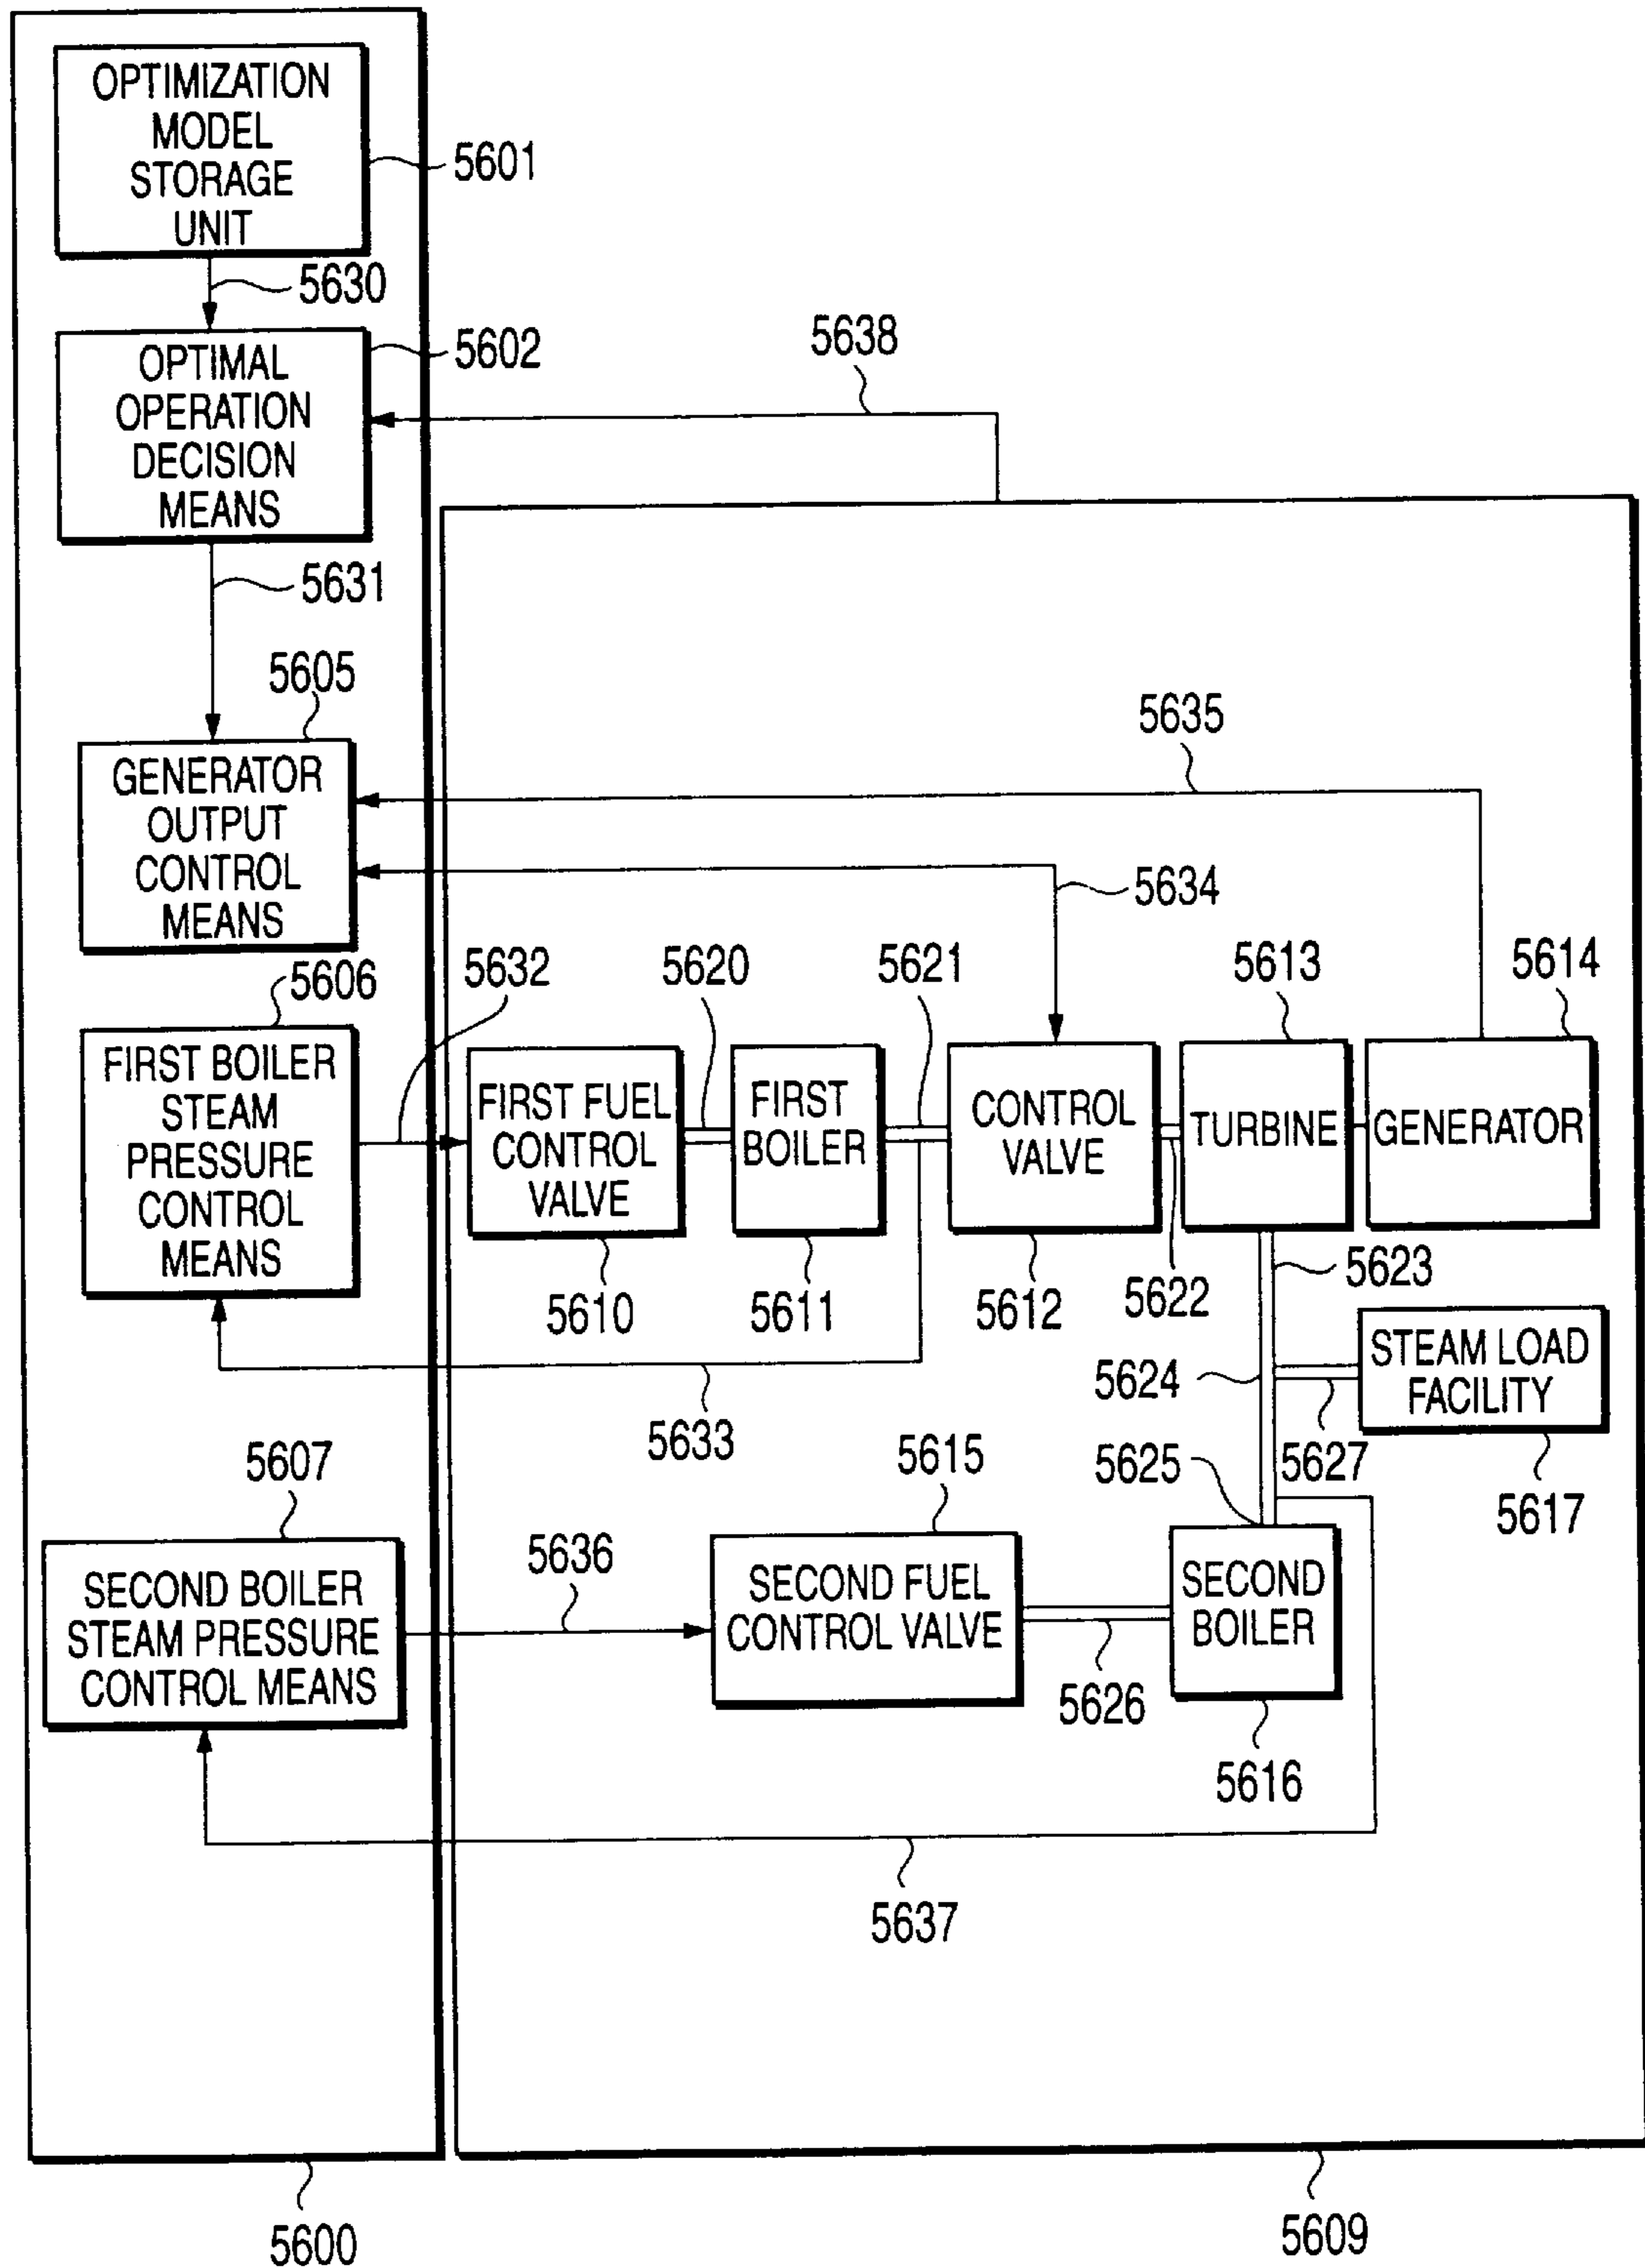 OPTIMIZATION
MODEL
STORAGE
UNIT
5601
5630
OPTIMAL
OPERATION
DECISION
MEANS
5602
5638
5631
5605
GENERATOR
OUTPUT
CONTROL
MEANS
5635
5634
5606
5632
5620
5621
5613
5614
FIRST BOILER
STEAM
PRESSURE
CONTROL
MEANS
FIRST FUEL
CONTROL
VALVE
FIRST
BOILER
CONTROL
VALVE
TURBINE
GENERATOR
5610
5611
5612
5622
5623
5624
STEAM LOAD
FACILITY
5633
5627
5617
5607
5615
5625
SECOND BOILER
STEAM PRESSURE
CONTROL MEANS
5636
SECOND FUEL
CONTROL VALVE
SECOND
BOILER
5626
5616
5637
5600
5609